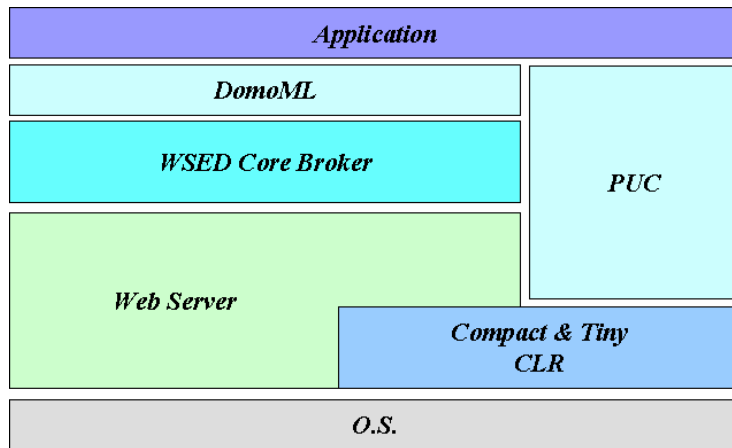 Application
DomoML
WSED Core Broker
PUC
Web Server
Compact & Tiny
CLR
O.S.